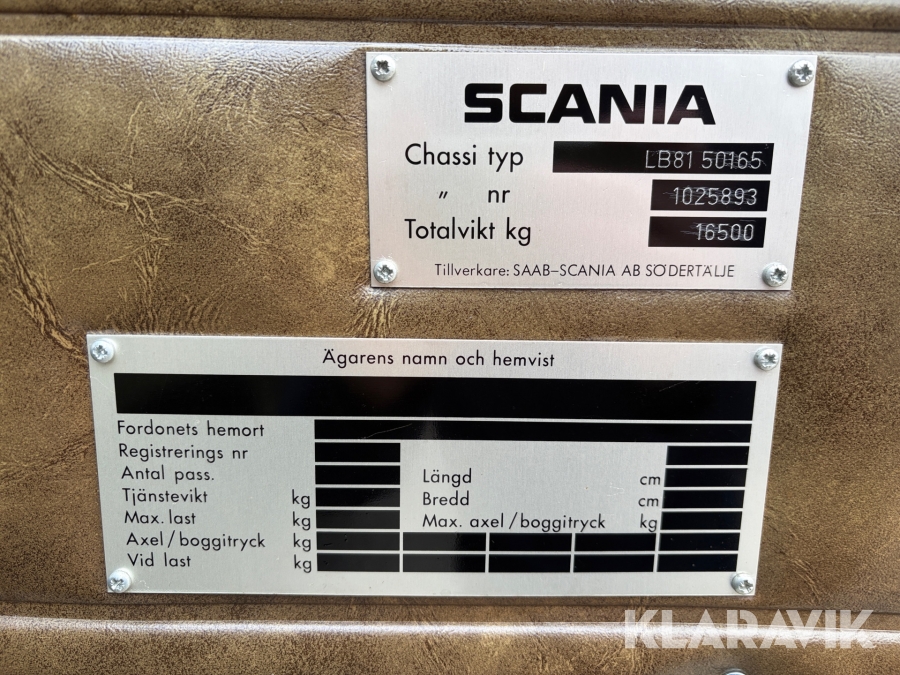 SCANIA
Chassi typ LB81 50165
„ nr 1025893
Totalvikt kg 16500
Tillverkare: SAAB-SCANIA AB SÖDERTÄLJE
Ägarens namn och hemvist
Fordonets hemort
Registrerings nr
Antal pass. Längd cm
Tjänstevikt kg Bredd cm
Max. last kg Max. axel/boggitryck kg
Axel/boggitryck kg
Vid last kg
KLARAVIK